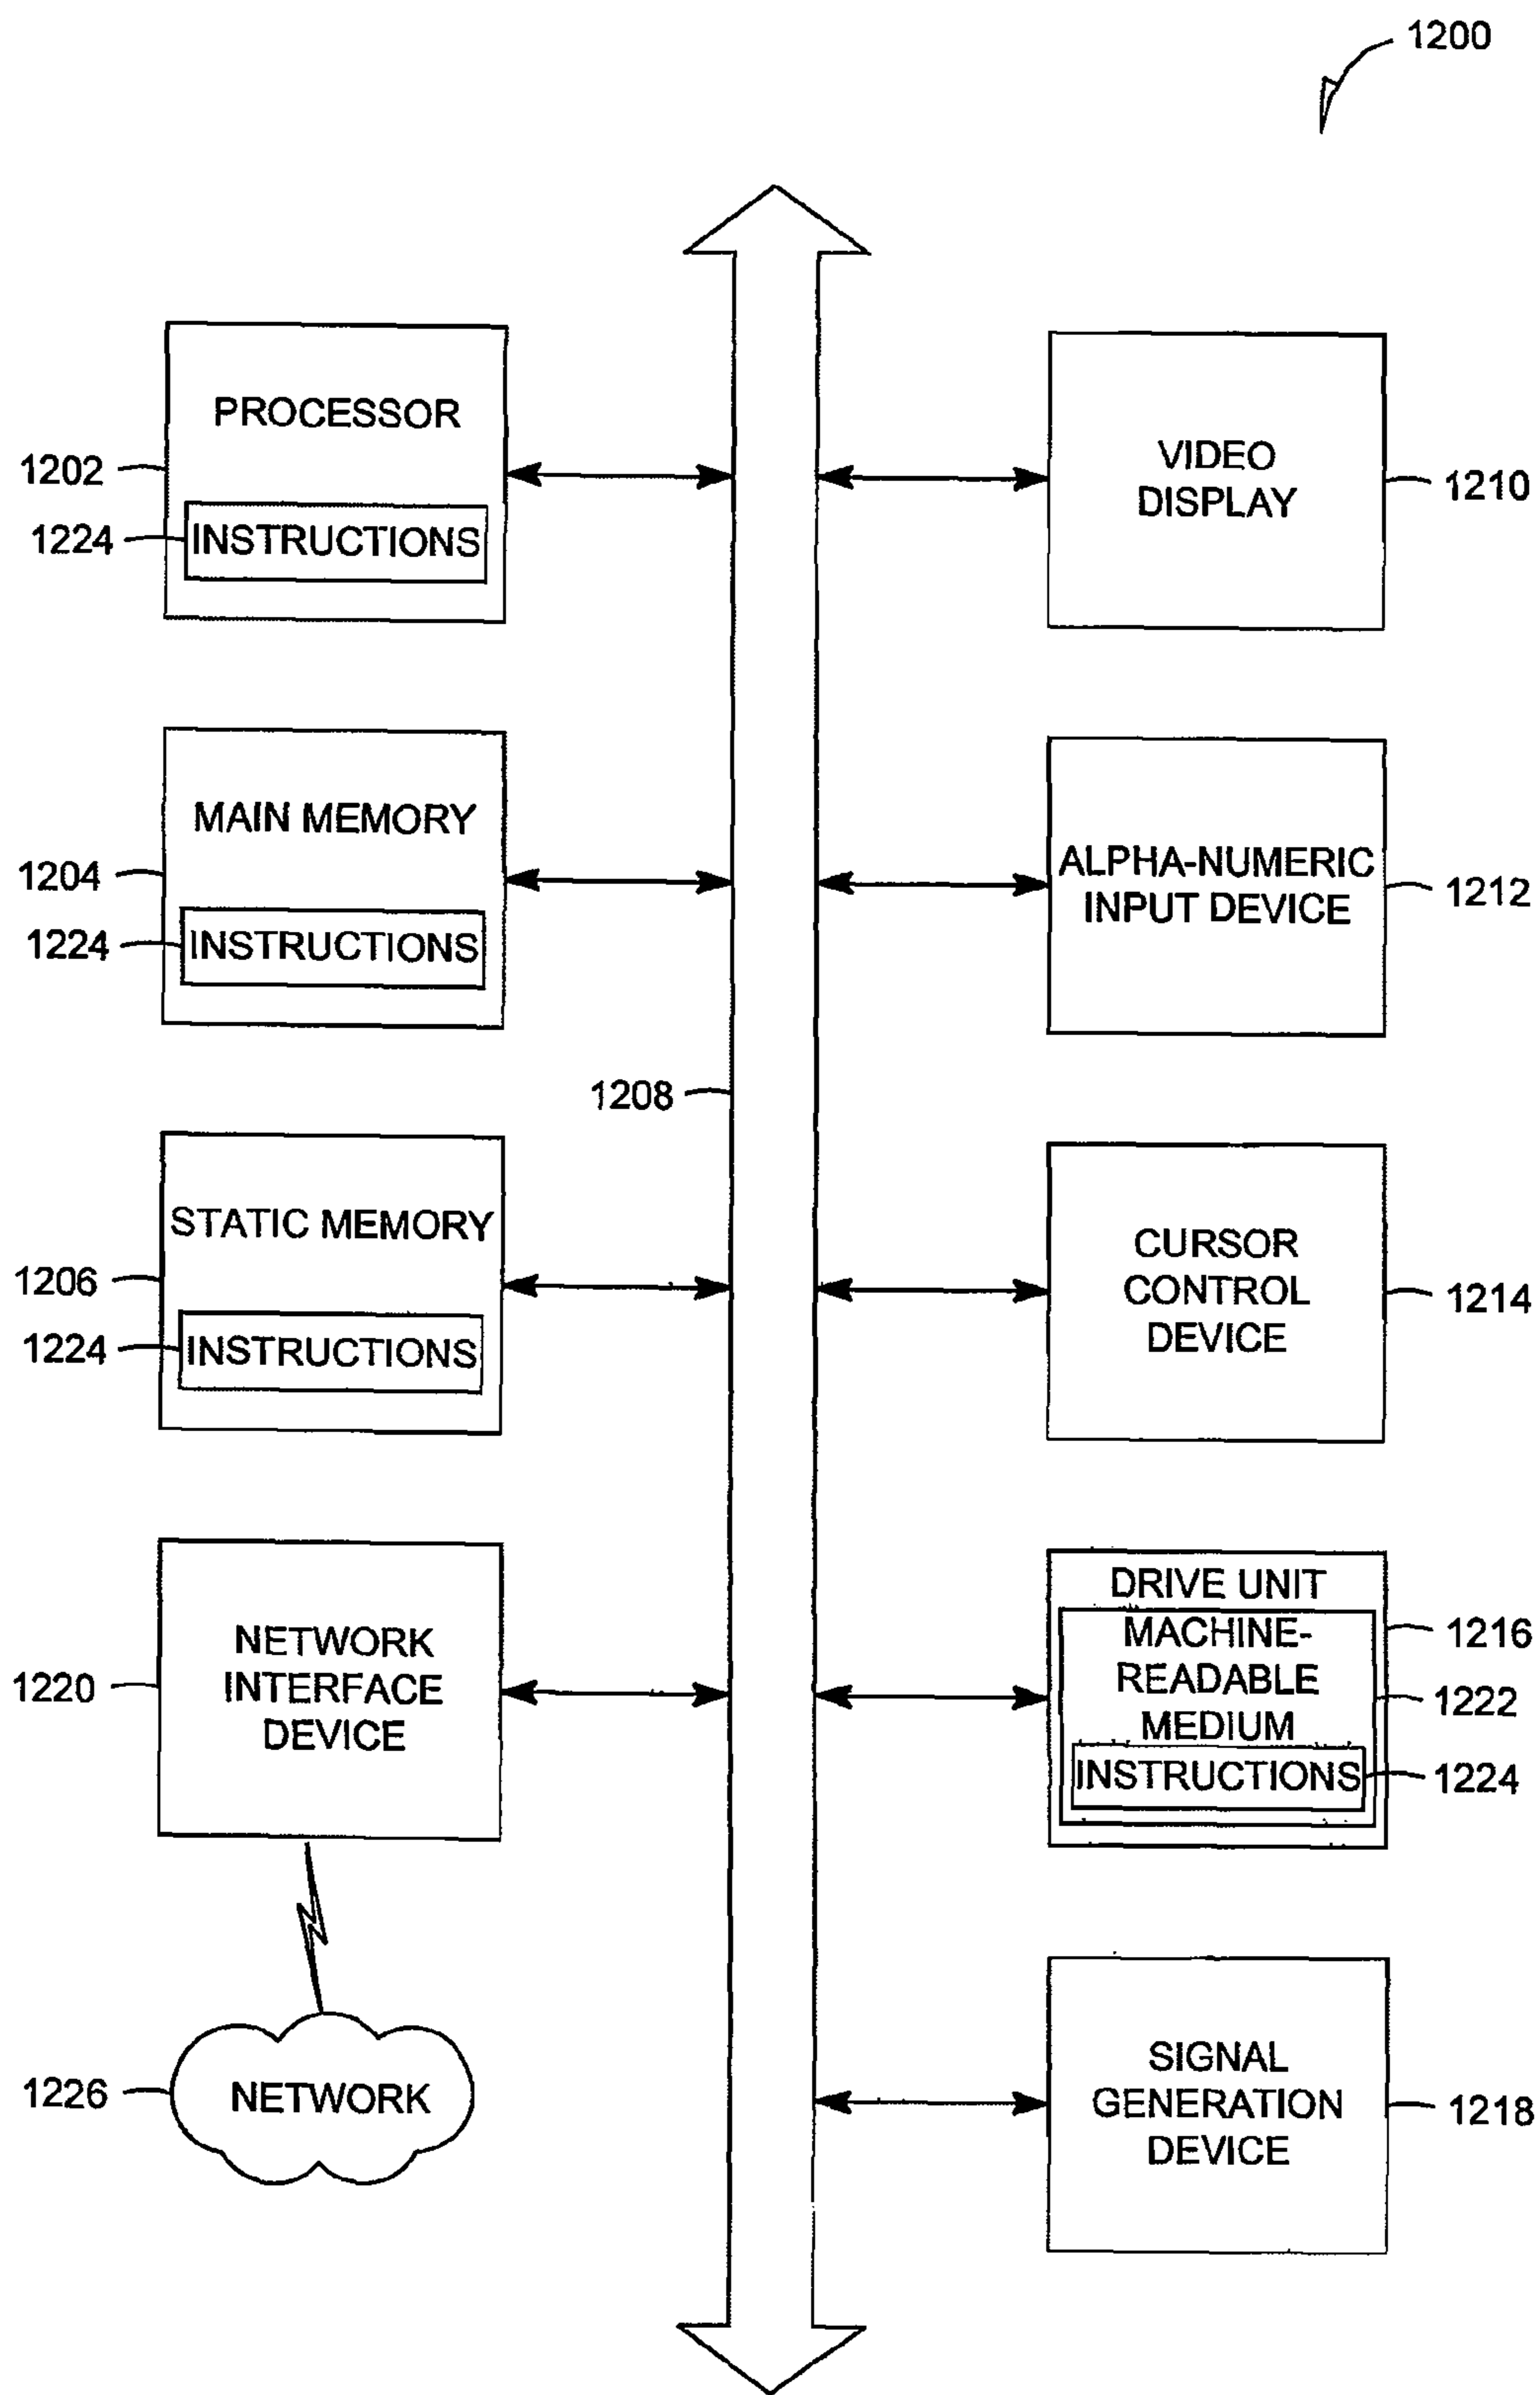 1200
PROCESSOR
1202
1224
INSTRUCTIONS
MAIN MEMORY
1204
1224
INSTRUCTIONS
1208
STATIC MEMORY
1206
1224
INSTRUCTIONS
NETWORK
INTERFACE
DEVICE
1220
1226
NETWORK
VIDEO
DISPLAY
1210
ALPHA-NUMERIC
INPUT DEVICE
1212
CURSOR
CONTROL
DEVICE
1214
DRIVE UNIT
1216
MACHINE-
READABLE
MEDIUM
1222
INSTRUCTIONS
1224
SIGNAL
GENERATION
DEVICE
1218